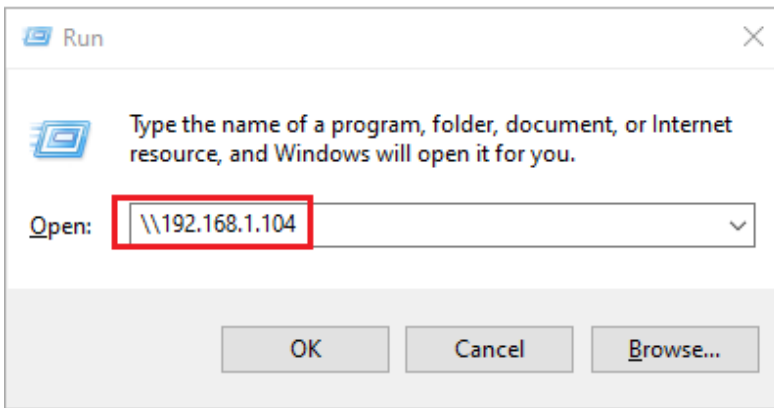 Run
Type the name of a program, folder, document, or Internet
resource, and Windows will open it for you.
Open: \\192.168.1.104
OK Cancel Browse...